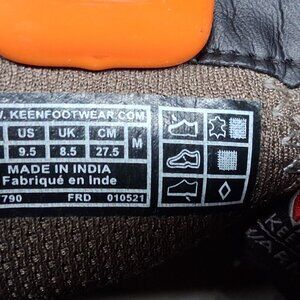 W.KEENFOOTWEAR.COM
US UK CM M
9.5 8.5 27.5
MADE IN INDIA
Fabriqué en Inde
790 FRD 010521
KEEN